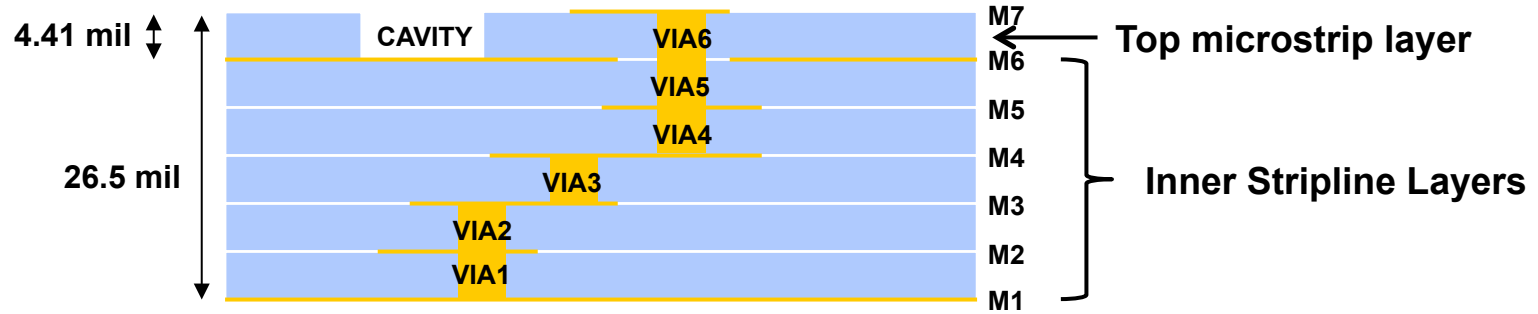 M7
4.41 mil
CAVITY
VIA6
Top microstrip layer
M6
VIA5
M5
VIA4
M4
26.5 mil
VIA3
Inner Stripline Layers
M3
VIA2
M2
VIA1
M1